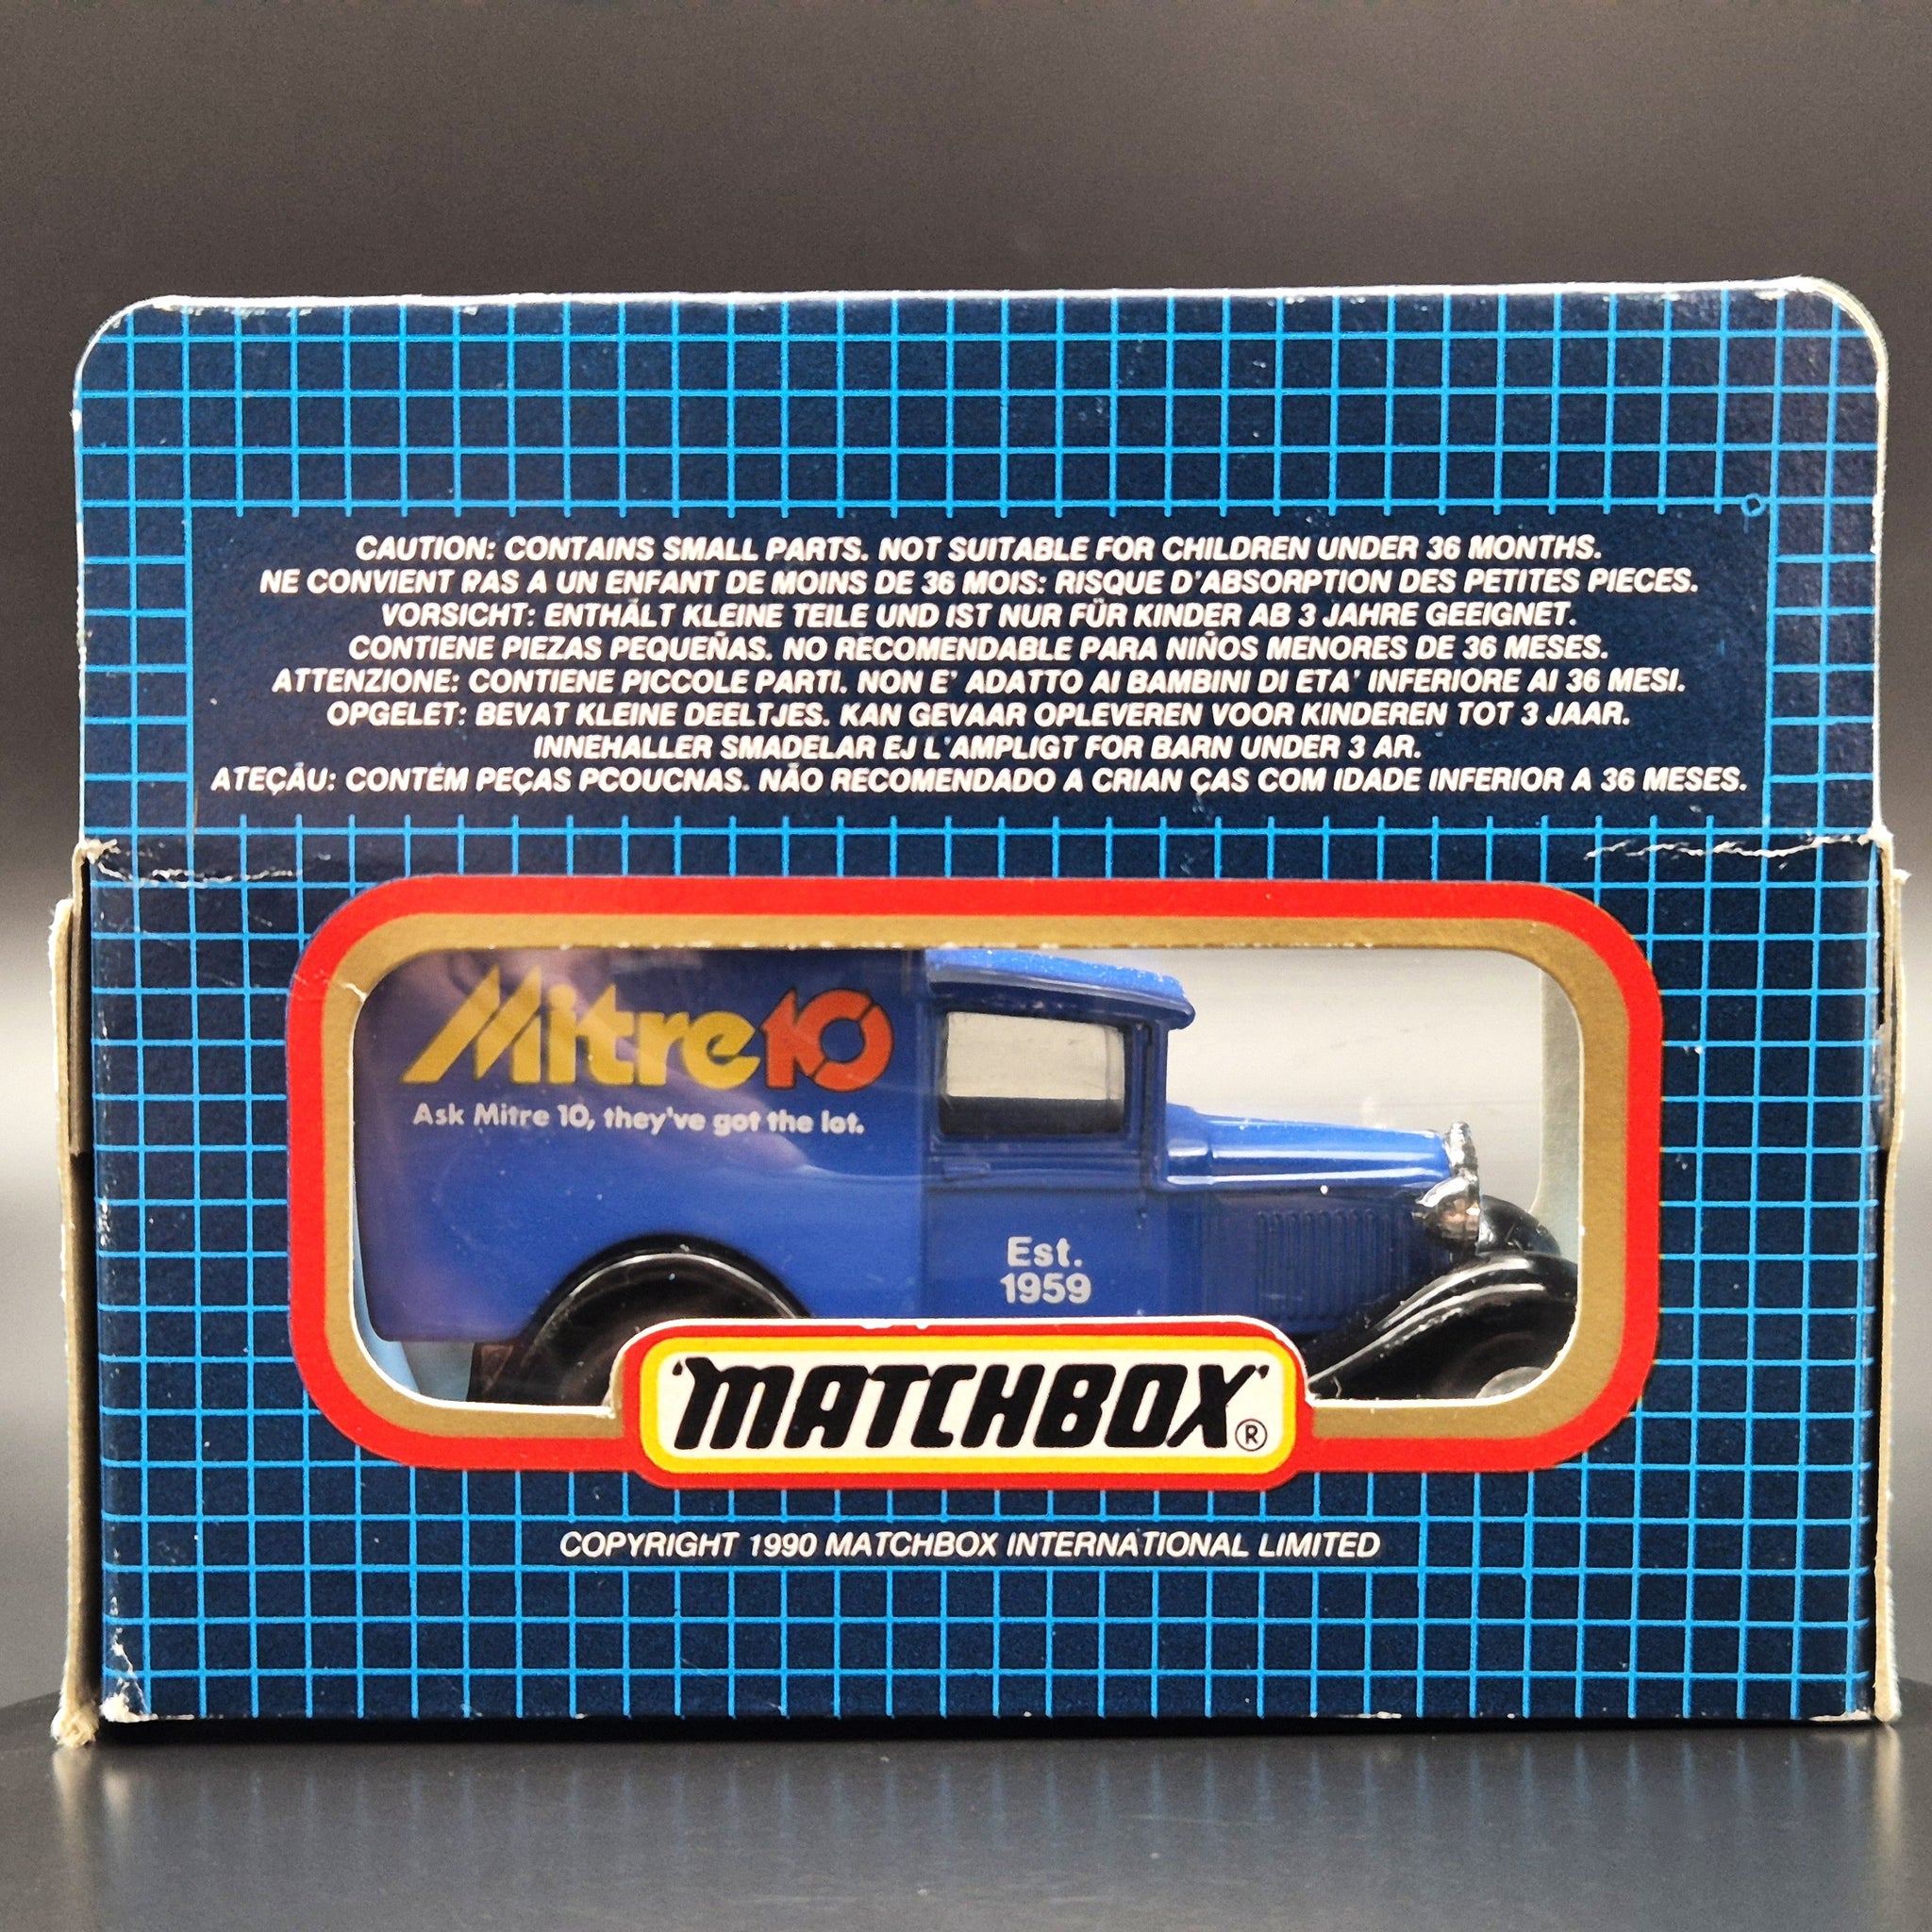 CAUTION: CONTAINS SMALL PARTS. NOT SUITABLE FOR CHILDREN UNDER 36 MONTHS.
NE CONVIENT PAS A UN ENFANT DE MOINS DE 36 MOIS: RISQUE D'ABSORPTION DES PETITES PIECES.
VORSICHT: ENTHÄLT KLEINE TEILE UND IST NUR FÜR KINDER AB 3 JAHRE GEEIGNET.
CONTIENE PIEZAS PEQUEÑAS. NO RECOMENDABLE PARA NIÑOS MENORES DE 36 MESES.
ATTENZIONE: CONTIENE PICCOLE PARTI. NON E' ADATTO AI BAMBINI DI ETA' INFERIORE AI 36 MESI.
OPGELET: BEVAT KLEINE DEELTJES. KAN GEVAAR OPLEVEREN VOOR KINDEREN TOT 3 JAAR.
INNEHALLER SMADELAR EJ L'AMPLIGT FOR BARN UNDER 3 AR.
ATEÇÃU: CONTEM PEÇAS PCOUCNAS. NÃO RECOMENDADO A CRIAN ÇAS COM IDADE INFERIOR A 36 MESES.
Mitre 10
Ask Mitre 10, they've got the lot.
Est.
1959
'MATCHBOX'®
COPYRIGHT 1990 MATCHBOX INTERNATIONAL LIMITED